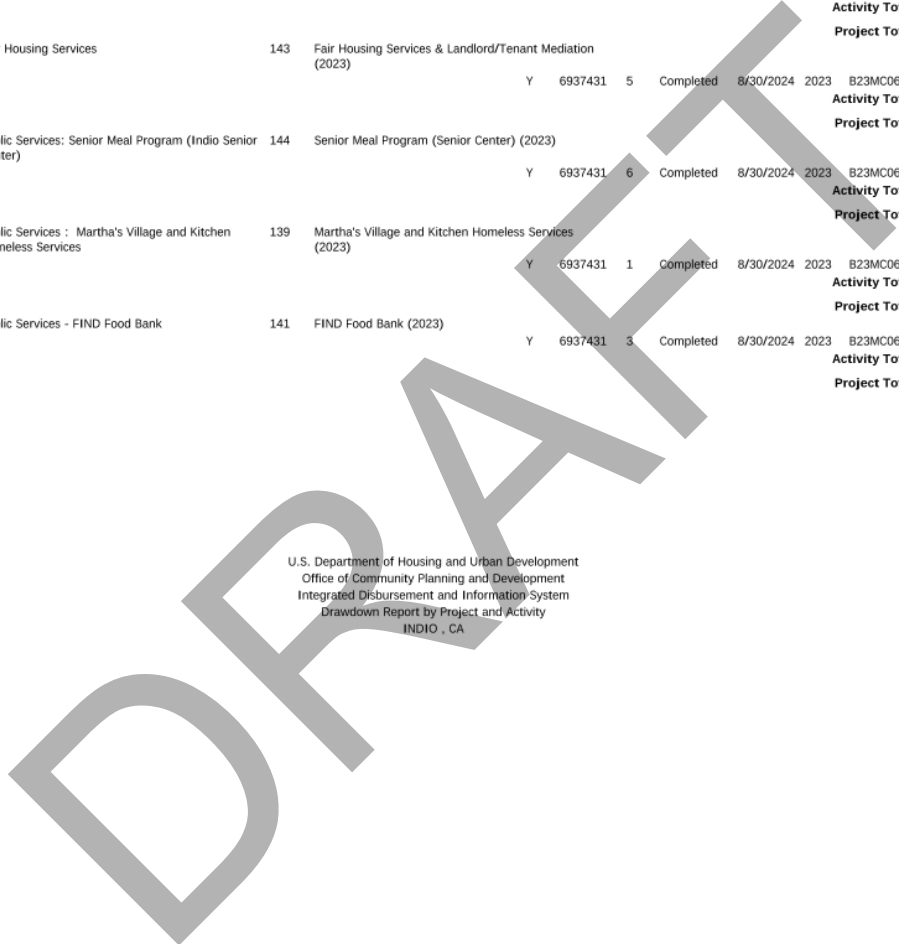 Activity To
Project To
Housing Services 143 Fair Housing Services & Landlord/Tenant Mediation
(2023)
Y 6937431 5 Completed 8/30/2024 2023 B23MC06
Activity To
Project To
lic Services: Senior Meal Program (Indio Senior 144 Senior Meal Program (Senior Center) (2023)
ter)
Y 6937431 6 Completed 8/30/2024 2023 B23MC06
Activity To
Project To
lic Services : Martha's Village and Kitchen 139 Martha's Village and Kitchen Homeless Services
meless Services (2023)
Y 6937431 1 Completed 8/30/2024 2023 B23MC06
Activity To
Project To
lic Services - FIND Food Bank 141 FIND Food Bank (2023)
Y 6937431 3 Completed 8/30/2024 2023 B23MC06
Activity To
Project To
U.S. Department of Housing and Urban Development
Office of Community Planning and Development
Integrated Disbursement and Information System
Drawdown Report by Project and Activity
INDIO , CA
DRAFT